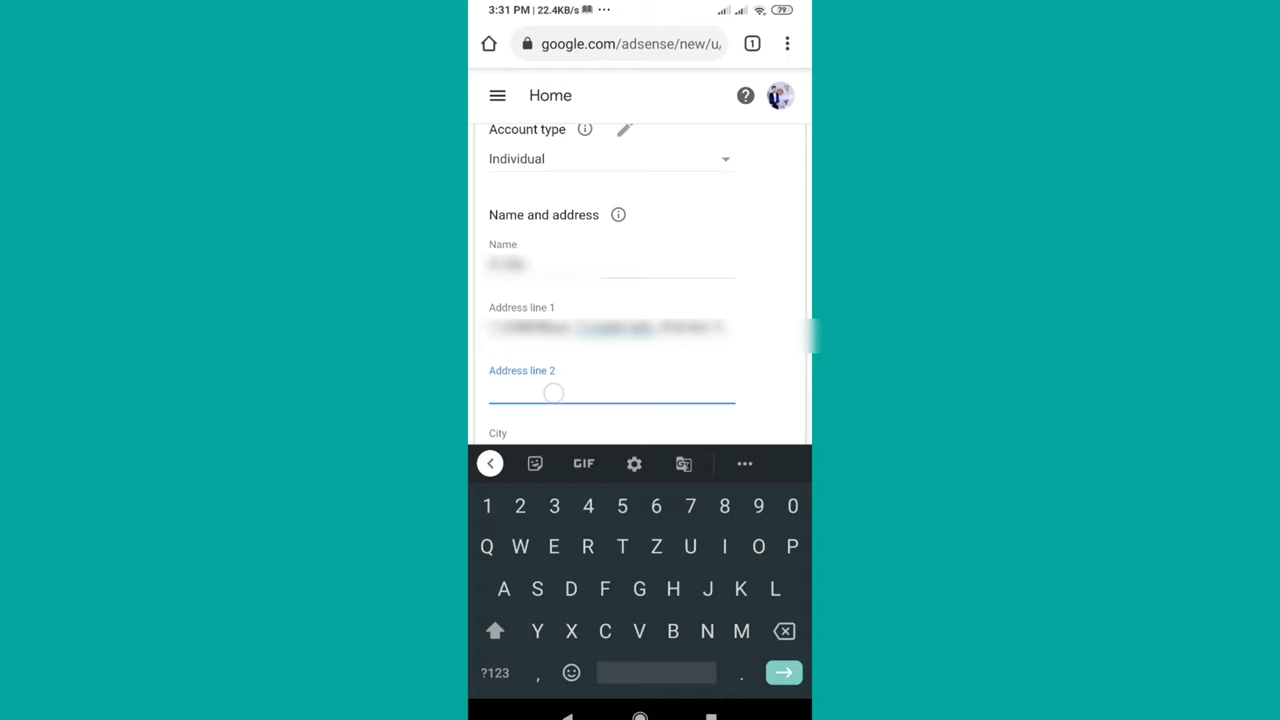 3:31 PM | 22.4KB/s ...
79
google.com/adsense/new/u/
1
Home
Account type
Individual
Name and address
Name
Address line 1
Address line 2
City
GIF
1 2 3 4 5 6 7 8 9 0
Q W E R T Z U I O P
A S D F G H J K L
Y X C V B N M
?123 , .